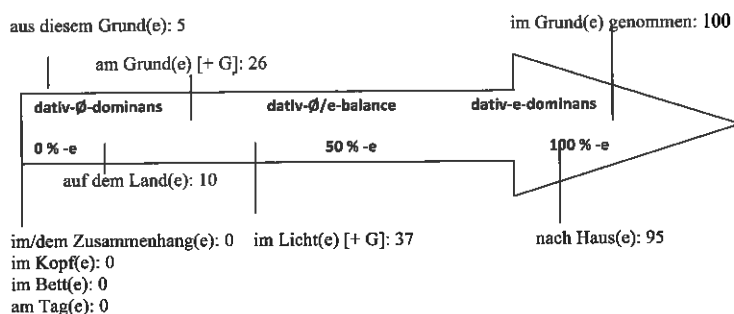 aus diesem Grund(e): 5
im Grund(e) genommen: 100
am Grund(e) [+ G]: 26
dativ-Ø-dominans dativ-Ø/e-balance dativ-e-dominans
0 % -e 50 % -e 100 % -e
auf dem Land(e): 10
im/dem Zusammenhang(e): 0 im Licht(e) [+ G]: 37 nach Haus(e): 95
im Kopf(e): 0
im Bett(e): 0
am Tag(e): 0